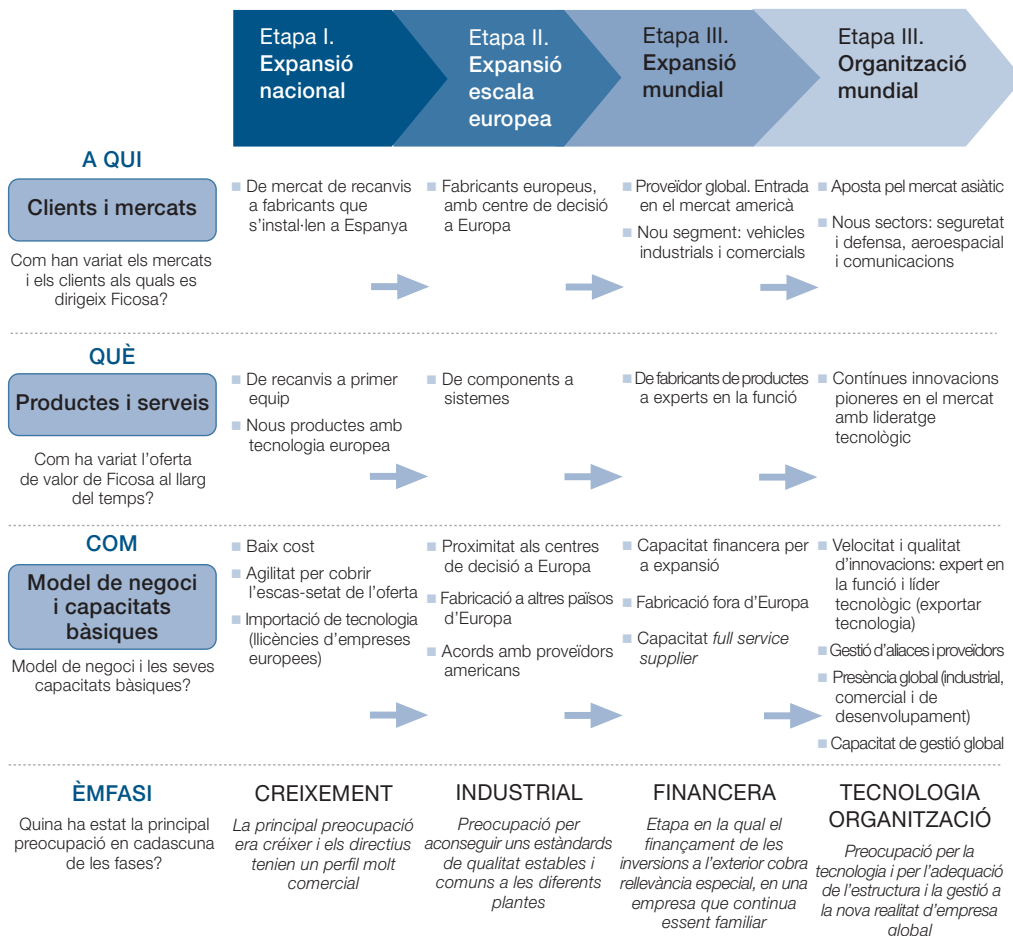 Etapa I.
Expansió
nacional
Etapa II.
Expansió
escala
europea
Etapa III.
Expansió
mundial
Etapa III.
Organització
mundial
A QUI
Clients i mercats
Com han variat els mercats
i els clients als quals es
dirigeix Ficosa?
De mercat de recanvis
a fabricants que
s’instal·len a Espanya
Fabricants europeus,
amb centre de decisió
a Europa
Proveïdor global. Entrada
en el mercat americà
Nou segment: vehicles
industrials i comercials
Aposta pel mercat asiàtic
Nous sectors: seguretat
i defensa, aeroespacial
i comunicacions
QUÈ
Productes i serveis
Com ha variat l’oferta
de valor de Ficosa al llarg
del temps?
De recanvis a primer
equip
Nous productes amb
tecnologia europea
De components a
sistemes
De fabricants de productes
a experts en la funció
Contínues innovacions
pioneres en el mercat
amb lideratge
tecnològic
COM
Model de negoci
i capacitats
bàsiques
Model de negoci i les seves
capacitats bàsiques?
Baix cost
Agilitat per cobrir
l’escas-setat de l’oferta
Importació de tecnologia
(llicències d’empreses
europees)
Proximitat als centres
de decisió a Europa
Fabricació a altres països
d’Europa
Acords amb proveïdors
americans
Capacitat financera per
a expansió
Fabricació fora d’Europa
Capacitat full service
supplier
Velocitat i qualitat
d’innovacions: expert en
la funció i líder
tecnològic (exportar
tecnologia)
Gestió d’aliaces i proveïdors
Presència global (industrial,
comercial i de
desenvolupament)
Capacitat de gestió global
ÈMFASI
Quina ha estat la principal
preocupació en cadascuna
de les fases?
CREIXEMENT
La principal preocupació
era créixer i els directius
tenien un perfil molt
comercial
INDUSTRIAL
Preocupació per
aconseguir uns estàndards
de qualitat estables i
comuns a les diferents
plantes
FINANCERA
Etapa en la qual el
finançament de les
inversions a l’exterior cobra
rellevància especial, en una
empresa que continua
essent familiar
TECNOLOGIA
ORGANITZACIÓ
Preocupació per la
tecnologia i per l’adequació
de l’estructura i la gestió a
la nova realitat d’empresa
global